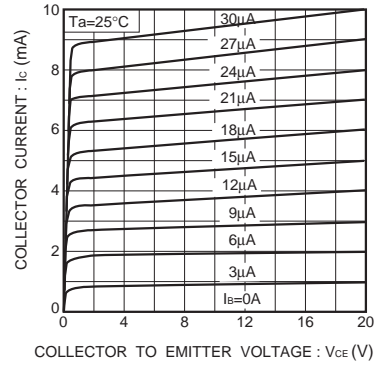 10
Ta=25°C
30µA
27µA
8
24µA
21µA
6
18µA
15µA
4
12µA
9µA
2
6µA
3µA
IB=0A
0
0 4 8 12 16 20
COLLECTOR CURRENT : IC (mA)
COLLECTOR TO EMITTER VOLTAGE : VCE (V)